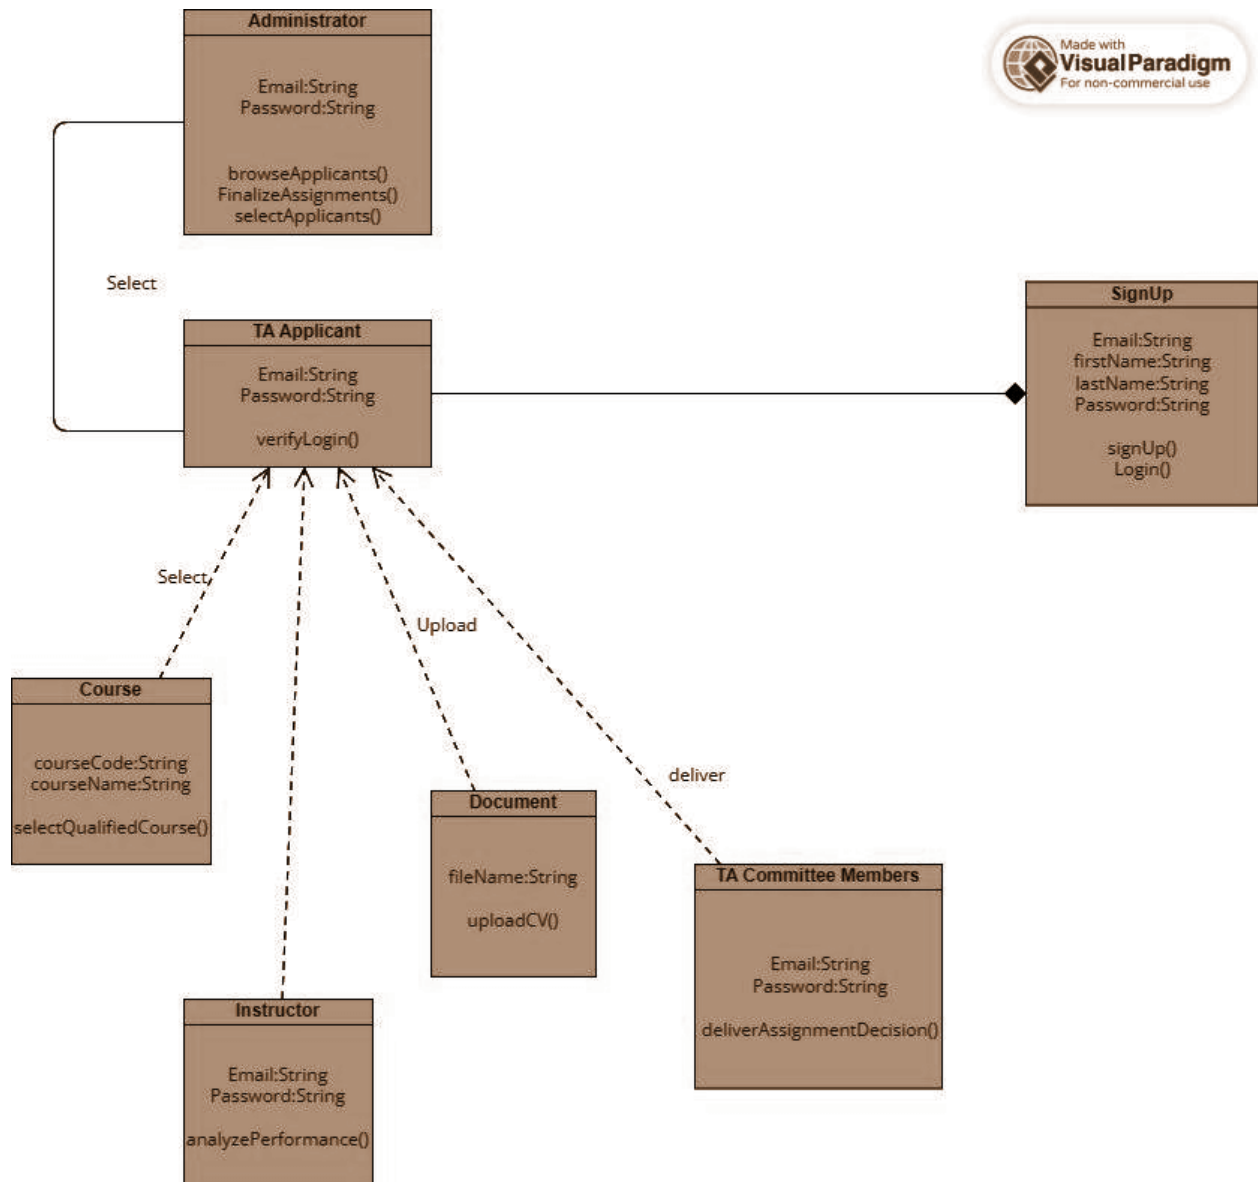 Administrator
Email:String
Password:String
browseApplicants()
FinalizeAssignments()
selectApplicants()
Made with
Visual Paradigm
For non-commercial use
Select
TA Applicant
Email:String
Password:String
verifyLogin()
SignUp
Email:String
firstName:String
lastName:String
Password:String
signUp()
Login()
Select
Upload
deliver
Course
courseCode:String
courseName:String
selectQualifiedCourse()
Document
fileName:String
uploadCV()
TA Committee Members
Email:String
Password:String
deliverAssignmentDecision()
Instructor
Email:String
Password:String
analyzePerformance()